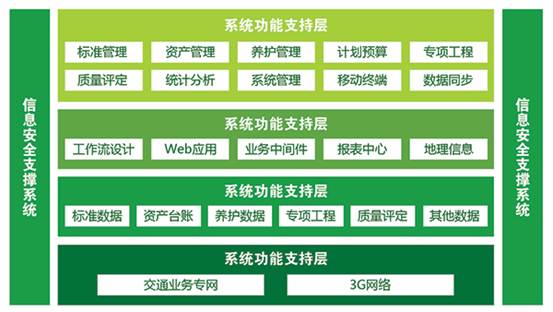 信息安全支撑系统
系统功能支持层
标准管理 资产管理 养护管理 计划预算 专项工程
质量评定 统计分析 系统管理 移动终端 数据同步
系统功能支持层
工作流设计 Web应用 业务中间件 报表中心 地理信息
系统功能支持层
标准数据 资产台账 养护数据 专项工程 质量评定 其他数据
系统功能支持层
交通业务专网 3G网络
信息安全支撑系统